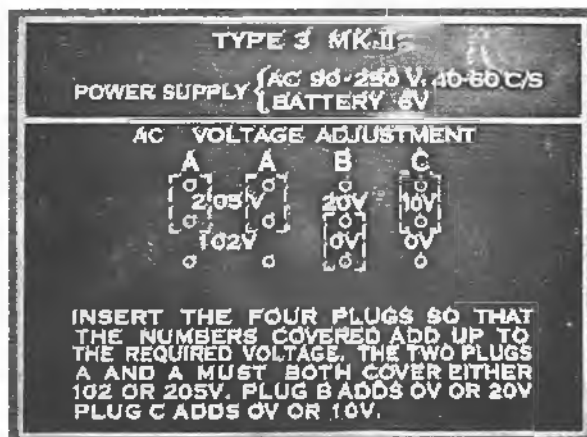 TYPE 3 MK.II
POWER SUPPLY { AC 90-250 V. 40-60 C/S
BATTERY 6V
AC VOLTAGE ADJUSTMENT
A A B C
205V 20V 10V
102V 0V 0V
INSERT THE FOUR PLUGS SO THAT
THE NUMBERS COVERED ADD UP TO
THE REQUIRED VOLTAGE. THE TWO PLUGS
A AND A MUST BOTH COVER EITHER
102 OR 205V. PLUG B ADDS 0V OR 20V
PLUG C ADDS 0V OR 10V.